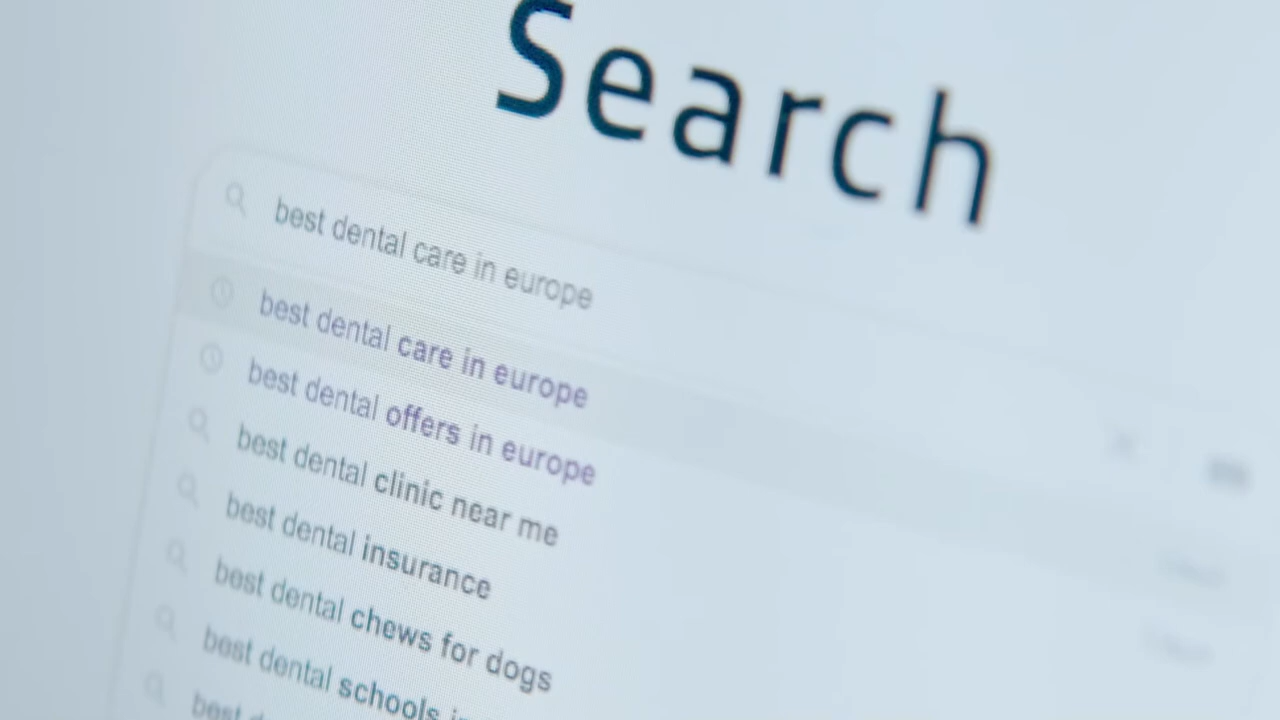 Search
best dental care in europe
best dental care in europe
best dental offers in europe
best dental clinic near me
best dental insurance
best dental chews for dogs
best dental schools
best